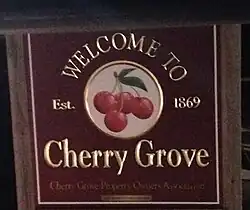 WELCOME TO
Est. 1869
Cherry Grove
Cherry Grove Property Owners Association